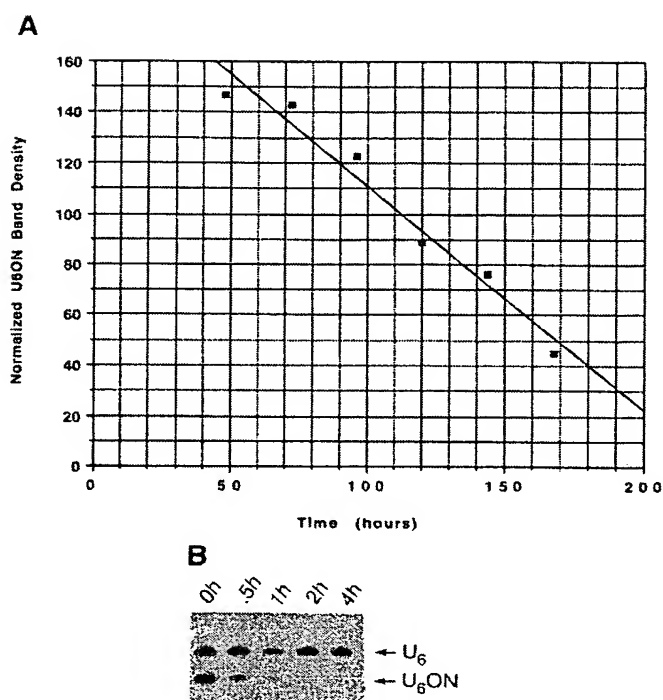 A
Normalized U6ON Band Density
160
140
120
100
80
60
40
20
0
0 50 100 150 200
Time (hours)
B
0h .5h 1h 2h 4h
← U6
← U6ON